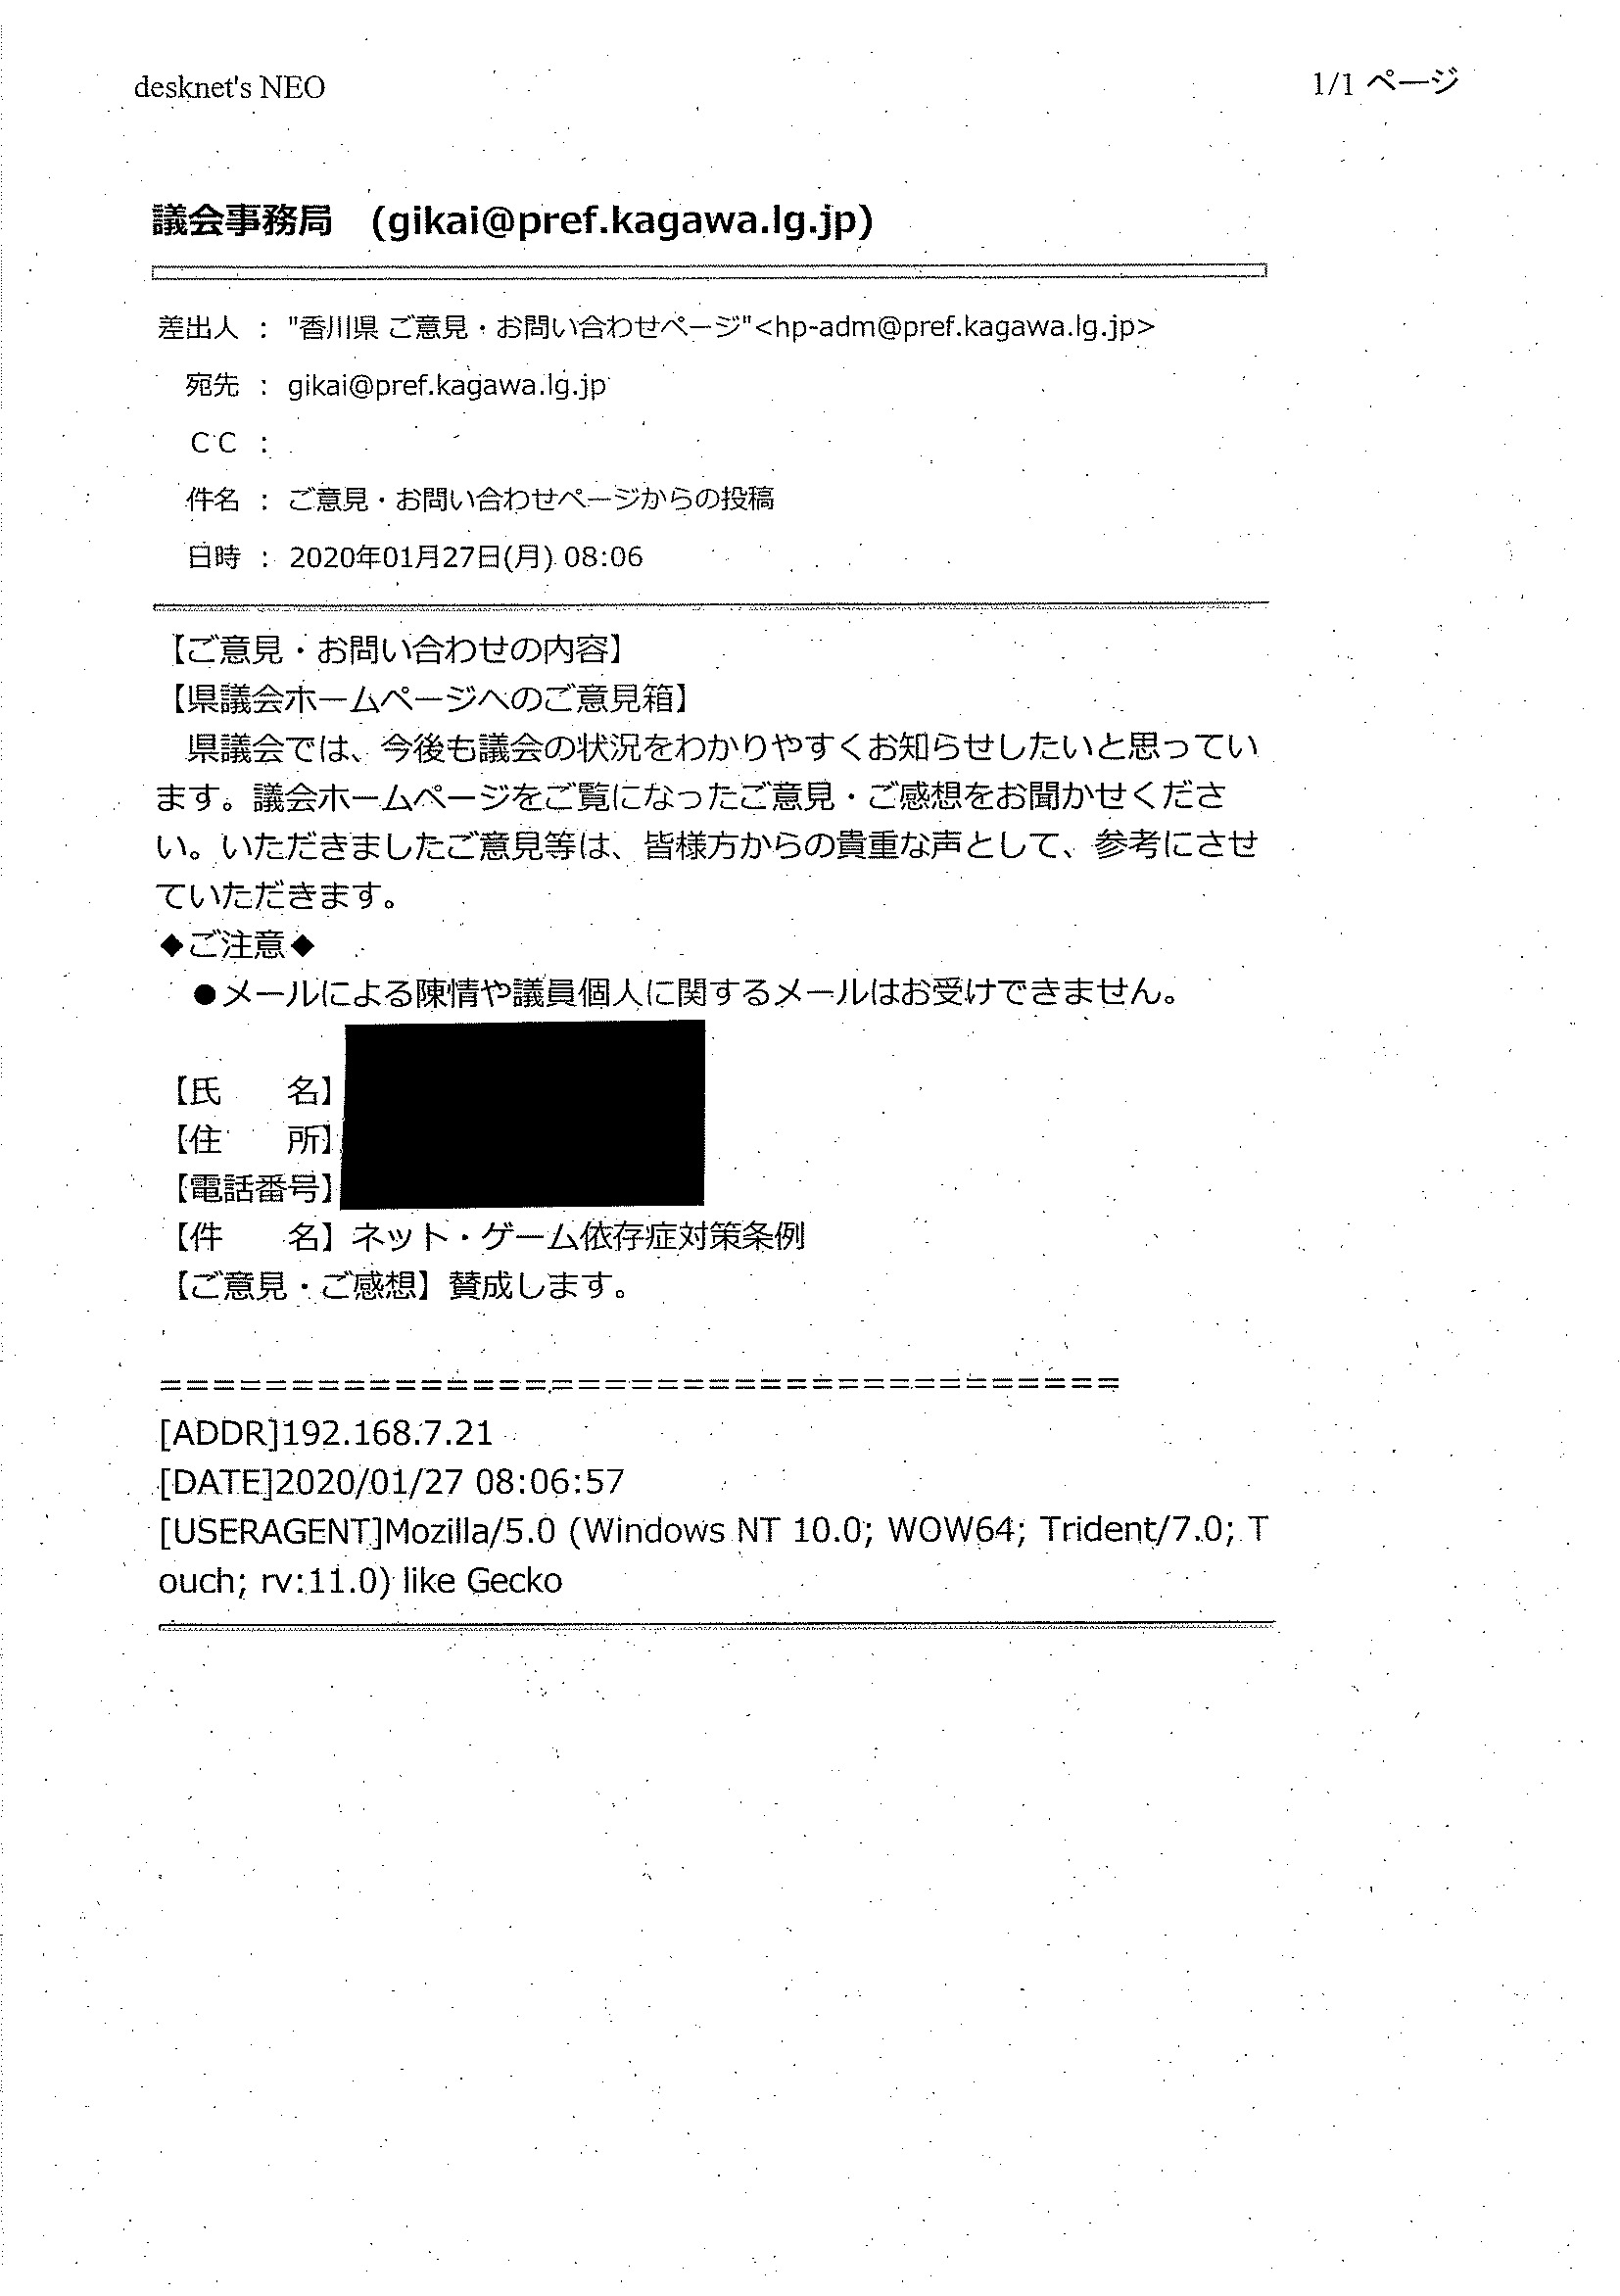 desknet's NEO
1/1 ページ
議会事務局 (gikai@pref.kagawa.lg.jp)
差出人 : "香川県 ご意見・お問い合わせページ"<hp-adm@pref.kagawa.lg.jp>
宛先 : gikai@pref.kagawa.lg.jp
CC :
件名 : ご意見・お問い合わせページからの投稿
日時 : 2020年01月27日(月) 08:06
【ご意見・お問い合わせの内容】
【県議会ホームページへのご意見箱】
県議会では、今後も議会の状況をわかりやすくお知らせしたいと思ってい
ます。議会ホームページをご覧になったご意見・ご感想をお聞かせくださ
い。いただきましたご意見等は、皆様方からの貴重な声として、参考にさせ
ていただきます。
◆ご注意◆
●メールによる陳情や議員個人に関するメールはお受けできません。
【氏　　名】
【住　　所】
【電話番号】
【件　　名】ネット・ゲーム依存症対策条例
【ご意見・ご感想】賛成します。
=====================================
[ADDR]192.168.7.21
[DATE]2020/01/27 08:06:57
[USERAGENT]Mozilla/5.0 (Windows NT 10.0; WOW64; Trident/7.0; T
ouch; rv:11.0) like Gecko